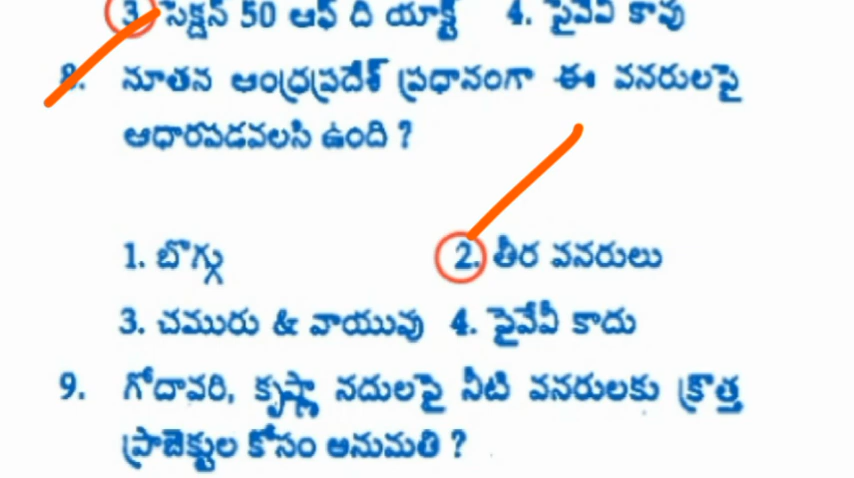 3. సెక్షన్ 50 ఆఫ్ ది యాక్ట్ 4. పైవేవీ కావు
8. నూతన ఆంధ్రప్రదేశ్ ప్రధానంగా ఈ వనరులపై
ఆధారపడవలసి ఉంది ?
1. బొగ్గు 2. తీర వనరులు
3. చమురు & వాయువు 4. పైవేవీ కాదు
9. గోదావరి, కృష్ణా నదులపై నీటి వనరులకు క్రొత్త
ప్రాజెక్టుల కోసం అనుమతి ?